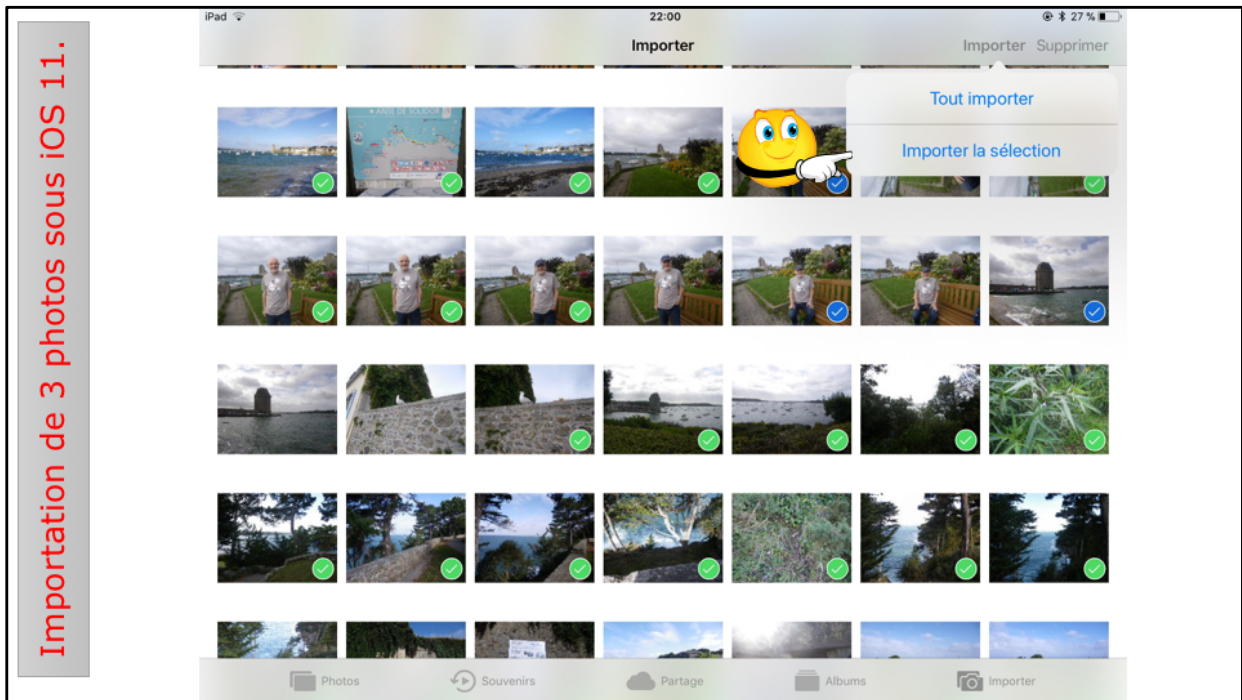 Importation de 3 photos sous iOS 11.
iPad 22:00 27 %
Importer Importer Supprimer
Tout importer
Importer la sélection
Photos Souvenirs Partage Albums Importer